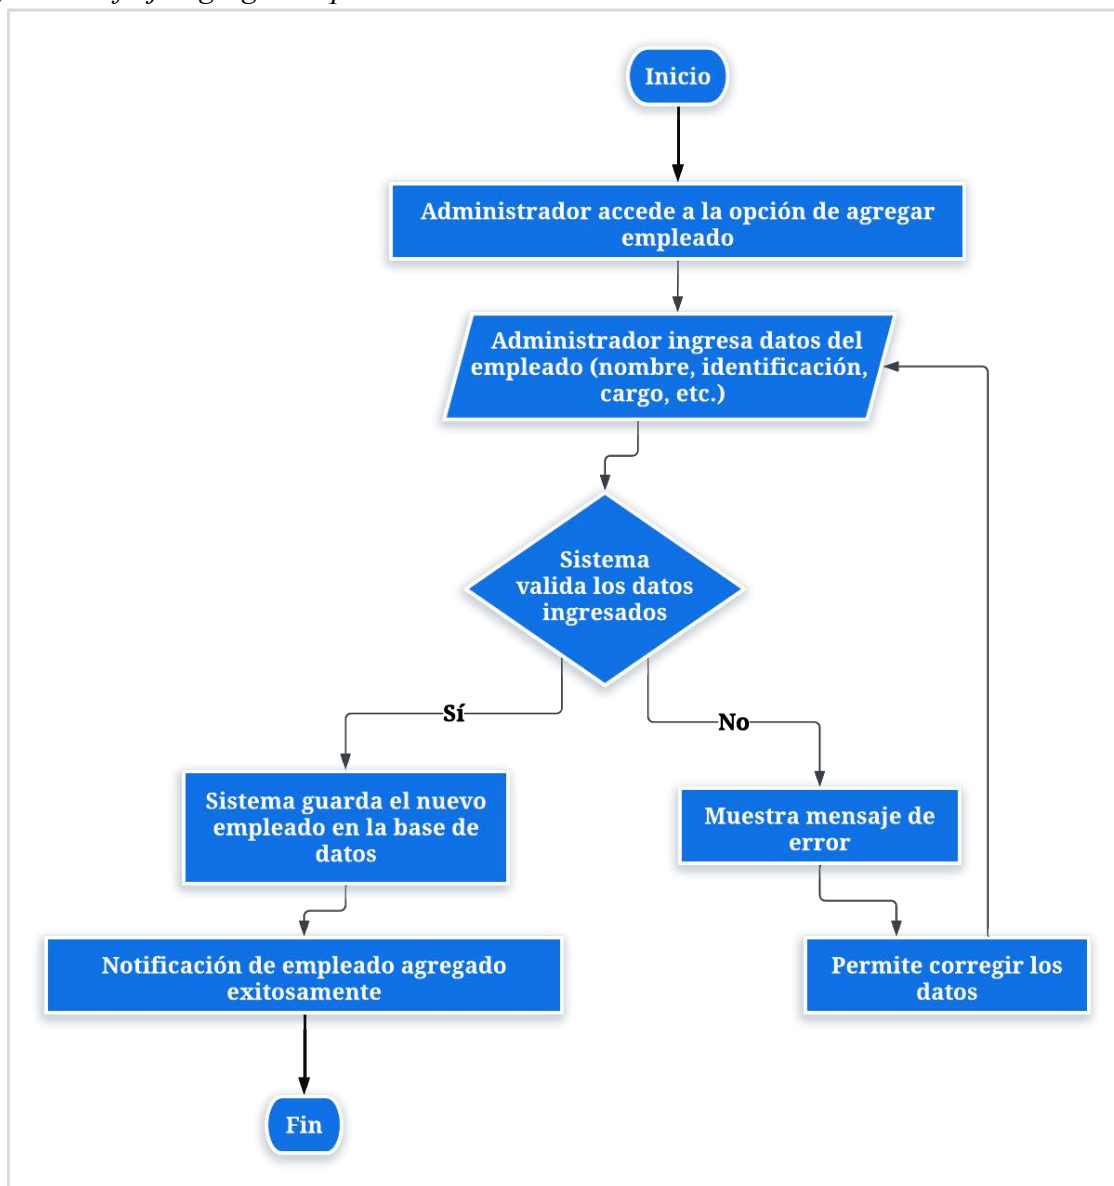 Inicio
Administrador accede a la opción de agregar
empleado
Administrador ingresa datos del
empleado (nombre, identificación,
cargo, etc.)
Sistema
valida los datos
ingresados
Sí
No
Sistema guarda el nuevo
empleado en la base de
datos
Muestra mensaje de
error
Notificación de empleado agregado
exitosamente
Permite corregir los
datos
Fin